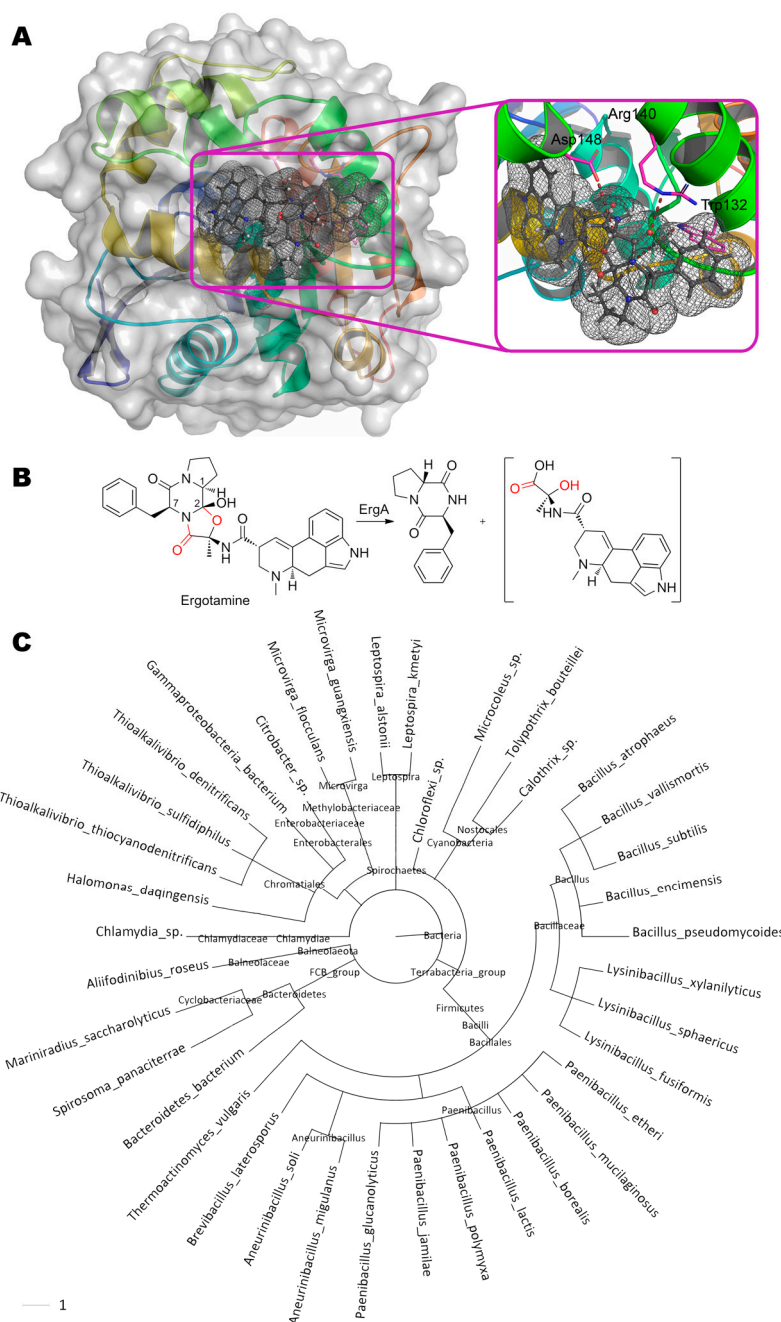 A
Arg140
Asp148
Trp132
B
O
N
1
H
7
2
OH
N
O
O
O
N
H
N
H
NH
Ergotamine
ErgA
H
O
N
NH
O
+
OH
O
OH
HN
O
N
H
NH
C
Microvirga_guangxiensis
Microvirga_flocculans
Leptospira_alstonii
Leptospira_kmetyi
Microcoleus_sp.
Tolypothrix_bouteillei
Gammaproteobacteria_bacterium
Citrobacter_sp.
Chloroflexi_sp.
Calothrix_sp.
Bacillus_atrophaeus
Thioalkalivibrio_denitrificans
Thioalkalivibrio_sulfidiphilus
Thioalkalivibrio_thiocyanodenitrificans
Leptospira
Microvirga
Methylobacteriaceae
Enterobacteriaceae
Nostocales
Enterobacterales
Cyanobacteria
Bacillus_vallismortis
Bacillus_subtilis
Spirochaetes
Chromatiales
Bacillus
Halomonas_daqingensis
Bacillus_encimensis
Bacillaceae
Chlamydia_sp.
Chlamydiaceae
Chlamydiae
Bacteria
Bacillus_pseudomycoides
Balneolaeota
Aliifodinibius_roseus
Balneolaceae
FCB_group
Terrabacteria_group
Lysinibacillus_xylanilyticus
Cyclobacteriaceae
Bacteroidetes
Mariniradius_saccharolyticus
Firmicutes
Bacilli
Bacillales
Lysinibacillus_sphaericus
Spirosoma_panaciterrae
Lysinibacillus_fusiformis
Bacteroidetes_bacterium
Paenibacillus_etheri
Thermoactinomyces_vulgaris
Paenibacillus
Paenibacillus_mucilaginosus
Brevibacillus_laterosporus
Aneurinibacillus
Paenibacillus_borealis
Aneurinibacillus_soli
Paenibacillus_lactis
Aneurinibacillus_migulanus
Paenibacillus_glucanolyticus
Paenibacillus_jamilae
Paenibacillus_polymyxa
1